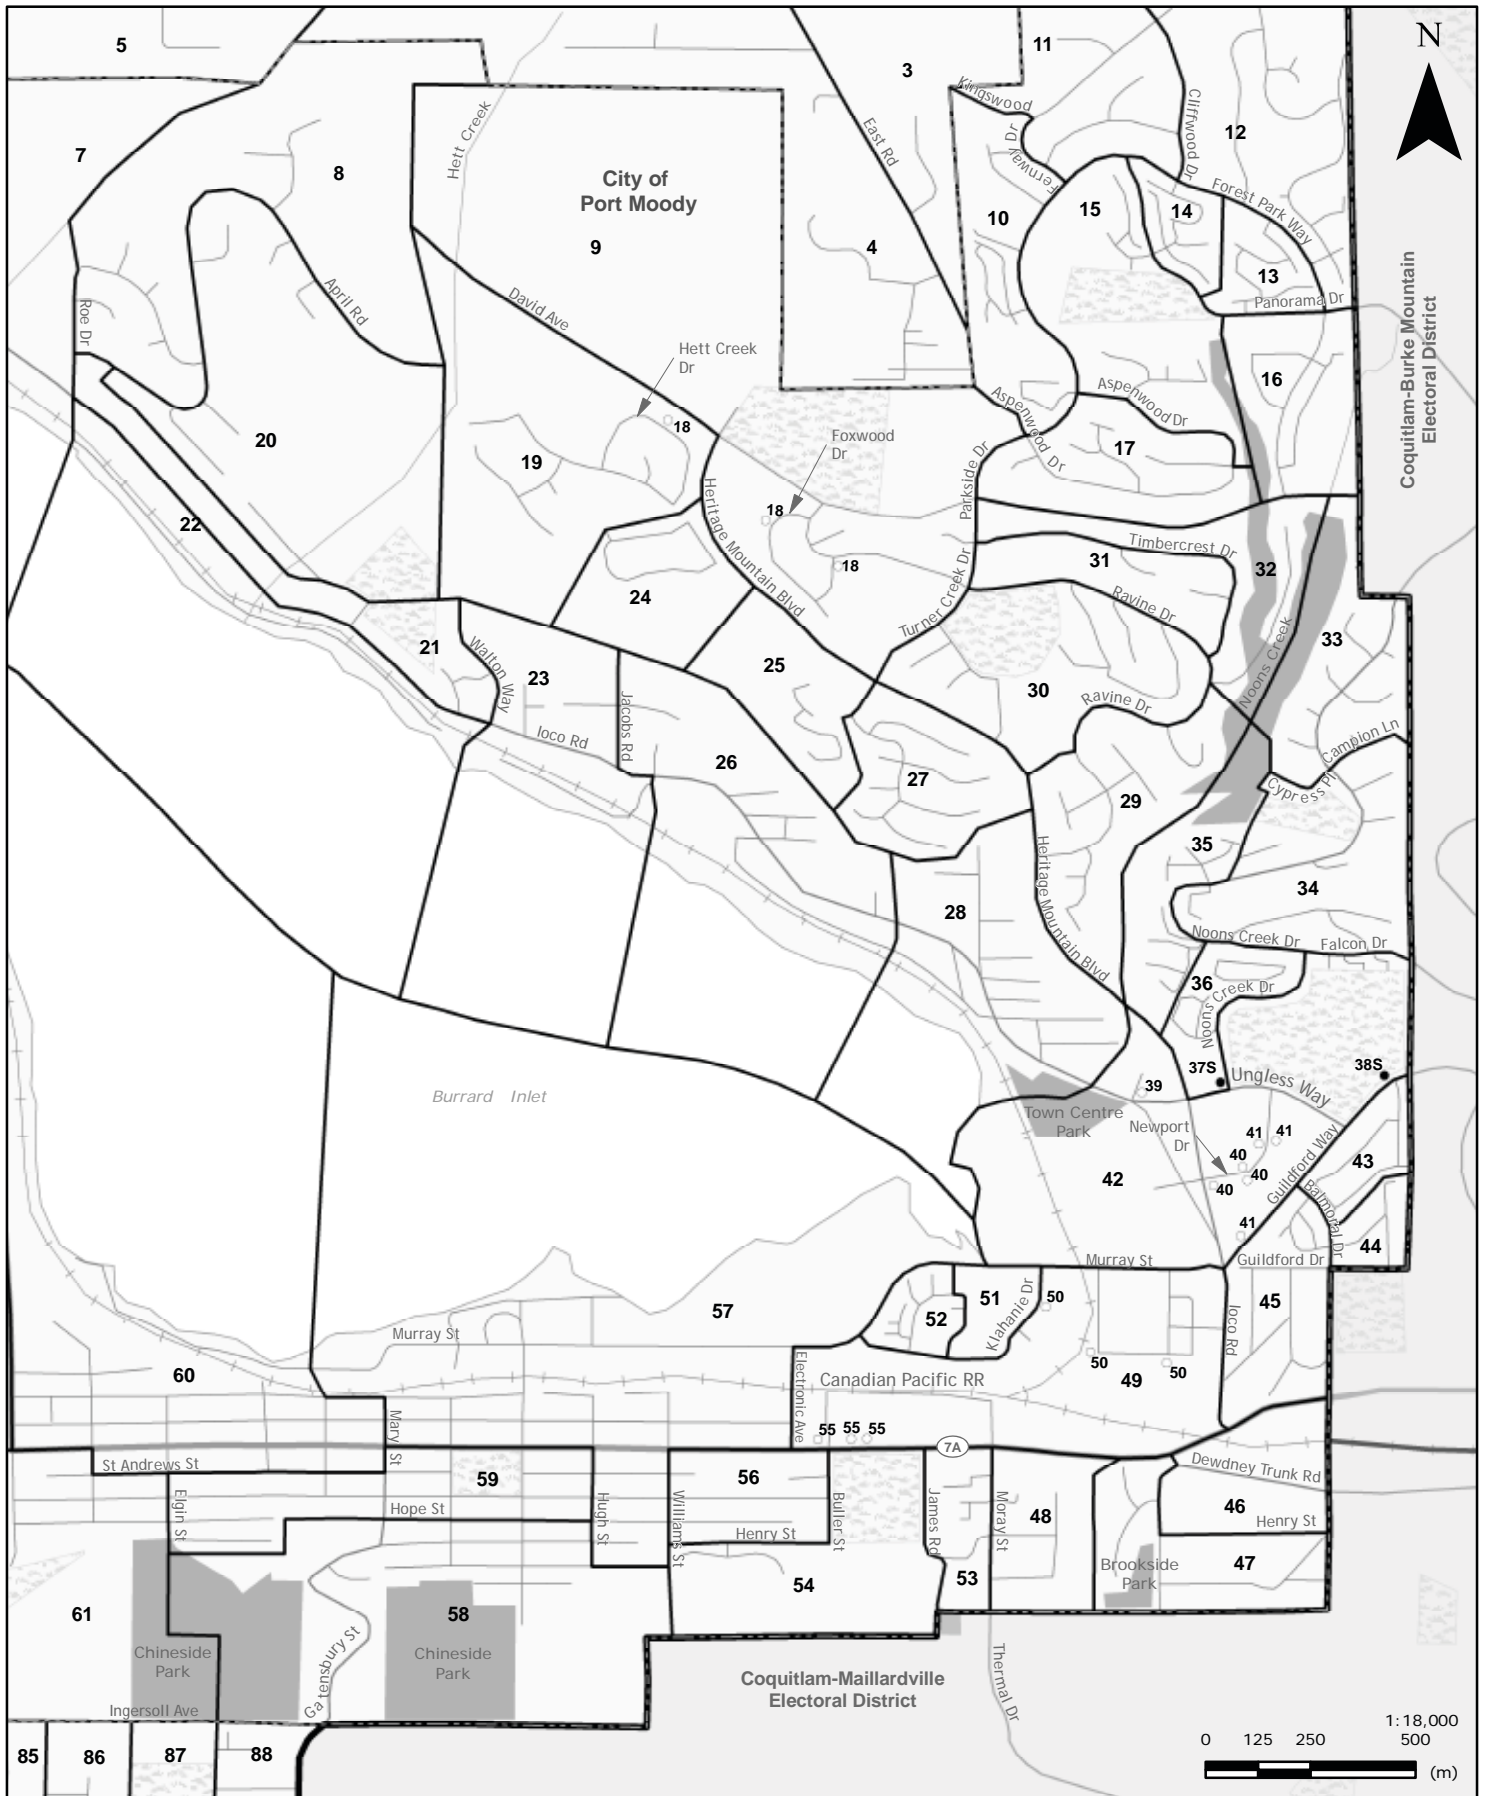 5
11
3
N
7
8
Hett Creek
East Rd
Kingswood
Fernway Dr
Cliffwood Dr
12
City of
Port Moody
9
4
10
15
14
Forest Park Way
13
Panorama Dr
Coquitlam-Burke Mountain
Electoral District
Roe Dr
April Rd
David Ave
Hett Creek
Dr
18
16
Aspenwood Dr
Aspenwood Dr
17
20
19
Foxwood
Dr
18
18
Parkside Dr
Heritage Mountain Blvd
22
24
Turner Creek Dr
31
Timbercrest Dr
Ravine Dr
32
33
Noons Creek
21
Walton Way
23
Jacobs Rd
25
30
Ravine Dr
Ioco Rd
26
27
29
Campion Ln
Cypress Pl
35
34
Heritage Mountain Blvd
28
Noons Creek Dr
Falcon Dr
36
Noons Creek Dr
37S
38S
Ungless Way
39
Burrard Inlet
Town Centre
Park
Newport
Dr
41
41
40
40
40
Guildford Way
43
42
Balmoral Dr
41
44
Murray St
Guildford Dr
57
52
51
Klahanie Dr
50
45
Ioco Rd
Murray St
60
Electronic Ave
50
50
49
Canadian Pacific RR
Mary St
55
55
55
7A
St Andrews St
59
56
Dewdney Trunk Rd
Elgin St
Hope St
Hugh St
Williams St
Buller St
James Rd
Moray St
48
46
Henry St
Henry St
Brookside
Park
47
54
53
61
58
Chineside
Park
Chineside
Park
Gatensbury St
Thermal Dr
Ingersoll Ave
Coquitlam-Maillardville
Electoral District
85
86
87
88
1:18,000
0 125 250 500
(m)